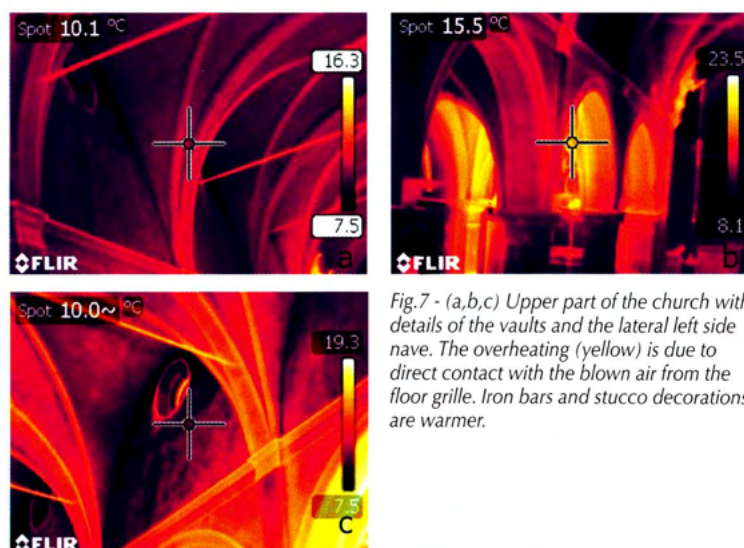 Spot 10.1 °C
16.3
7.5
FLIR
a
Spot 15.5 °C
23.5
8.1
b
Spot 10.0~ °C
19.3
7.5
FLIR
c
Fig.7 - (a,b,c) Upper part of the church with
details of the vaults and the lateral left side
nave. The overheating (yellow) is due to
direct contact with the blown air from the
floor grille. Iron bars and stucco decorations
are warmer.